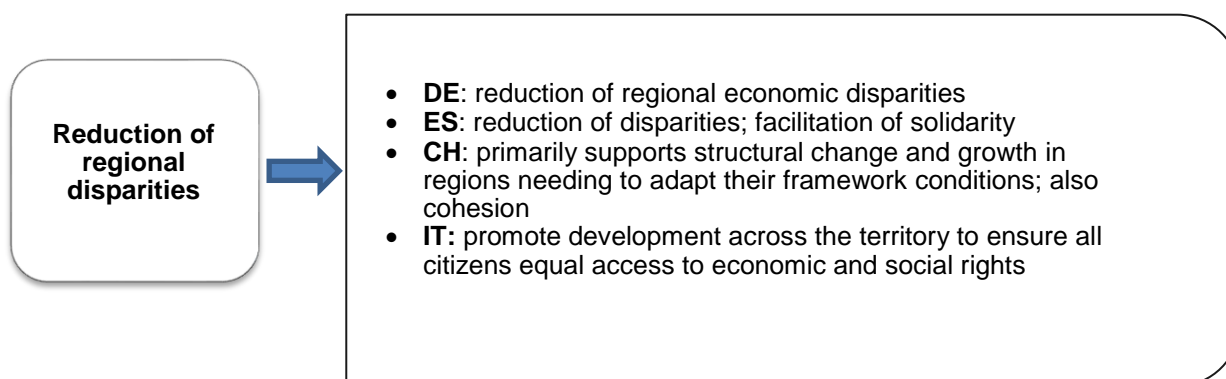 Reduction of
regional
disparities
• DE: reduction of regional economic disparities
• ES: reduction of disparities; facilitation of solidarity
• CH: primarily supports structural change and growth in
regions needing to adapt their framework conditions; also
cohesion
• IT: promote development across the territory to ensure all
citizens equal access to economic and social rights